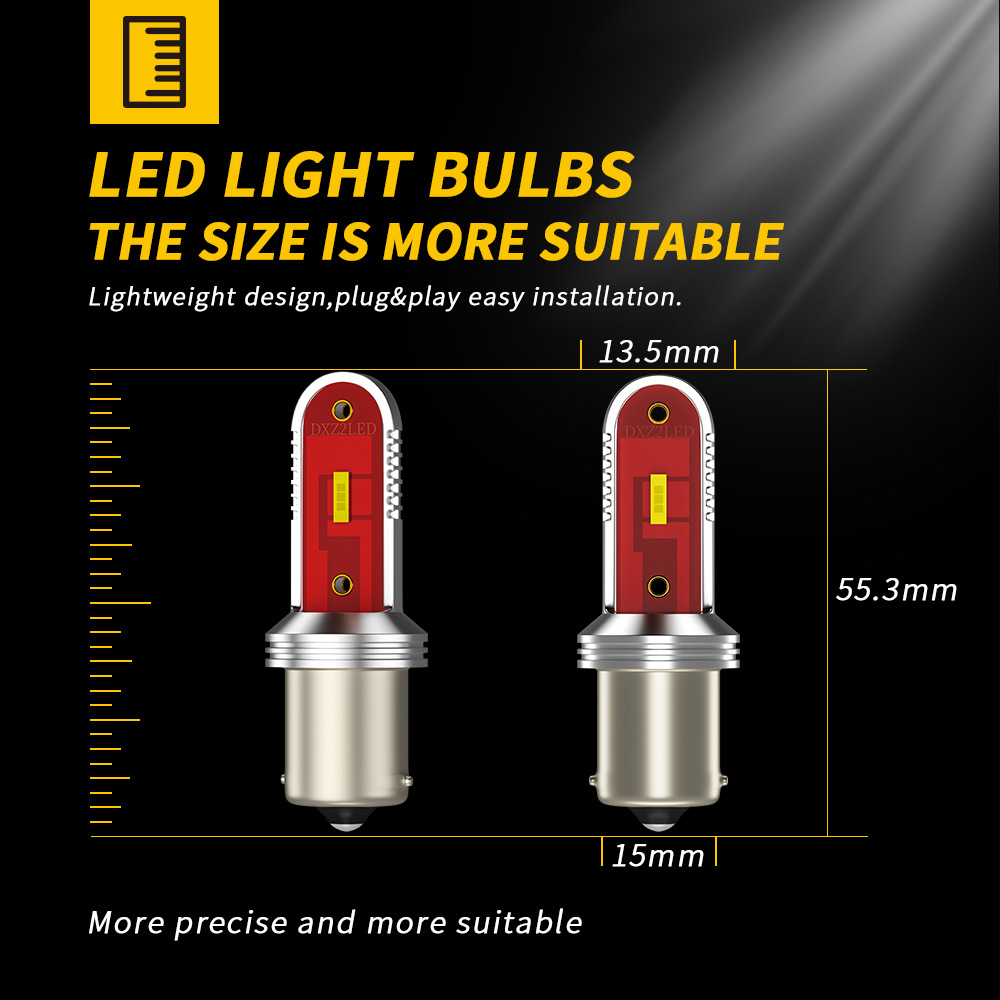 LED LIGHT BULBS
THE SIZE IS MORE SUITABLE
Lightweight design,plug&play easy installation.
13.5mm
DXZ2LED
DXZ2LED
55.3mm
15mm
More precise and more suitable